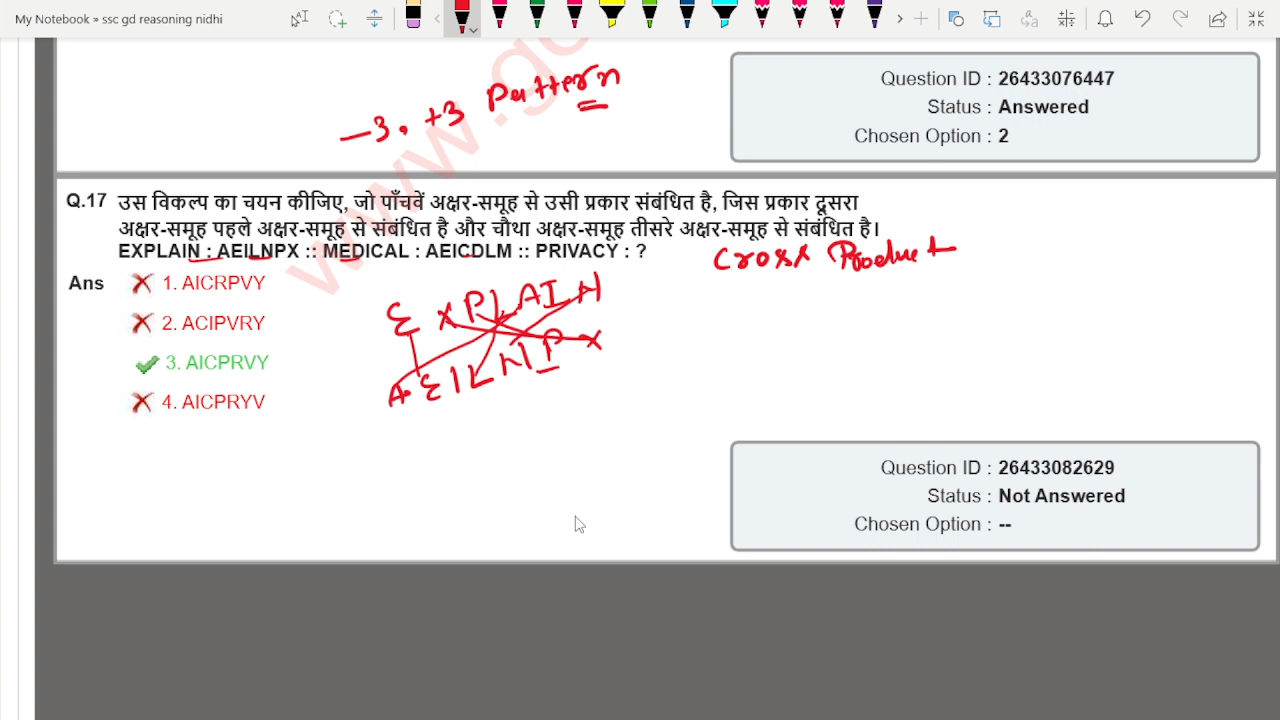 My Notebook » ssc gd reasoning nidhi
-3, +3 Pattern
www.go
Question ID : 26433076447
Status : Answered
Chosen Option : 2
Q.17 उस विकल्प का चयन कीजिए, जो पाँचवें अक्षर-समूह से उसी प्रकार संबंधित है, जिस प्रकार दूसरा
अक्षर-समूह पहले अक्षर-समूह से संबंधित है और चौथा अक्षर-समूह तीसरे अक्षर-समूह से संबंधित है।
EXPLAIN : AEILNPX :: MEDICAL : AEICDLM :: PRIVACY : ?
Cross Product
Ans 1. AICRPVY
2. ACIPVRY
3. AICPRVY
4. AICPRYV
EXPLAIN
AEILNPX
Question ID : 26433082629
Status : Not Answered
Chosen Option : --